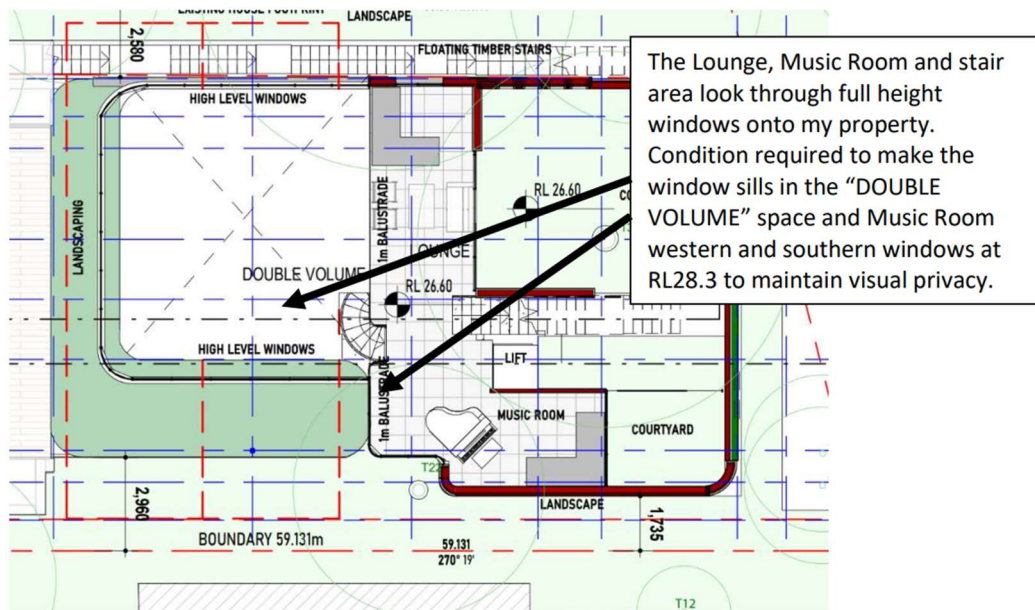 LANDSCAPE
2,580
FLOATING TIMBER STAIRS
HIGH LEVEL WINDOWS
The Lounge, Music Room and stair
area look through full height
windows onto my property.
Condition required to make the
window sills in the “DOUBLE
VOLUME” space and Music Room
western and southern windows at
RL28.3 to maintain visual privacy.
LANDSCAPING
1m BALUSTRADE
RL 26.60
DOUBLE VOLUME
RL 26.60
HIGH LEVEL WINDOWS
LIFT
1m BALUSTRADE
MUSIC ROOM
COURTYARD
T22
LANDSCAPE
2,960
1,735
BOUNDARY 59.131m
59.131
270° 19'
T12